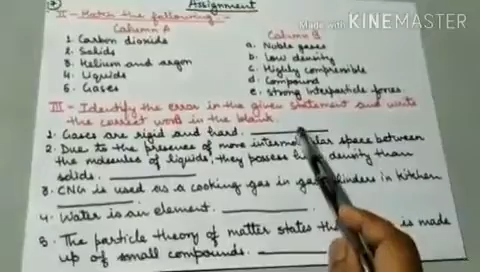 7 Assignment
II - Match the following -
Column A Column B
1. Carbon dioxide a. Noble gases
2. Solids b. Low density
3. Helium and argon c. Highly compressible
4. Liquids d. Compound
5. Gases e. Strong interparticle forces.
III - Identify the error in the given statement and write
the correct word in the blank.
1. Gases are rigid and hard.
2. Due to the presence of more space between
the molecules of liquids, they possess density than
solids.
3. CNG is used as a cooking gas in in kitchen
4. Water is an element.
5. The particle theory of matter states is made
up of small compounds.
Made with KINEMASTER